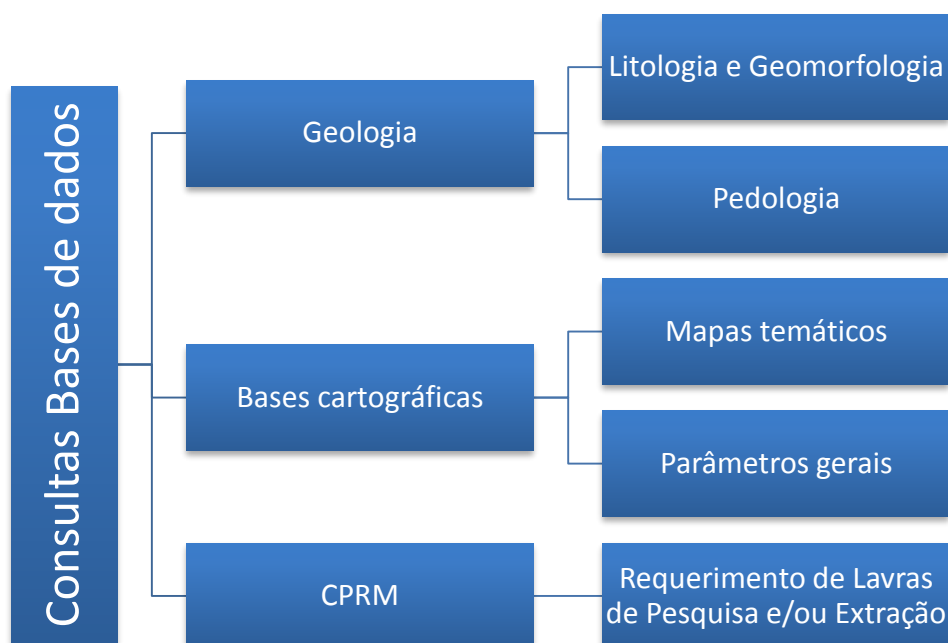 Consultas Bases de dados
Geologia
Litologia e Geomorfologia
Pedologia
Bases cartográficas
Mapas temáticos
Parâmetros gerais
CPRM
Requerimento de Lavras
de Pesquisa e/ou Extração